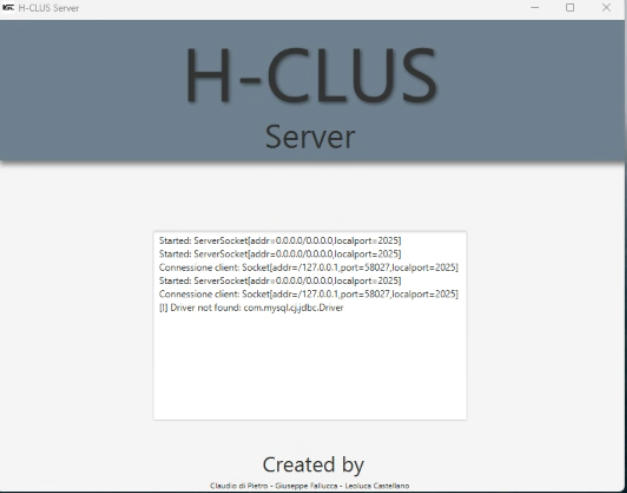 H-CLUS Server
H-CLUS
Server
Started: ServerSocket[addr=0.0.0.0/0.0.0.0,localport=2025]
Started: ServerSocket[addr=0.0.0.0/0.0.0.0,localport=2025]
Connessione client: Socket[addr=/127.0.0.1,port=58027,localport=2025]
Started: ServerSocket[addr=0.0.0.0/0.0.0.0,localport=2025]
Connessione client: Socket[addr=/127.0.0.1,port=58027,localport=2025]
[!] Driver not found: com.mysql.cj.jdbc.Driver
Created by
Claudio di Pietro - Giuseppe Fallucca - Leoluca Castellano